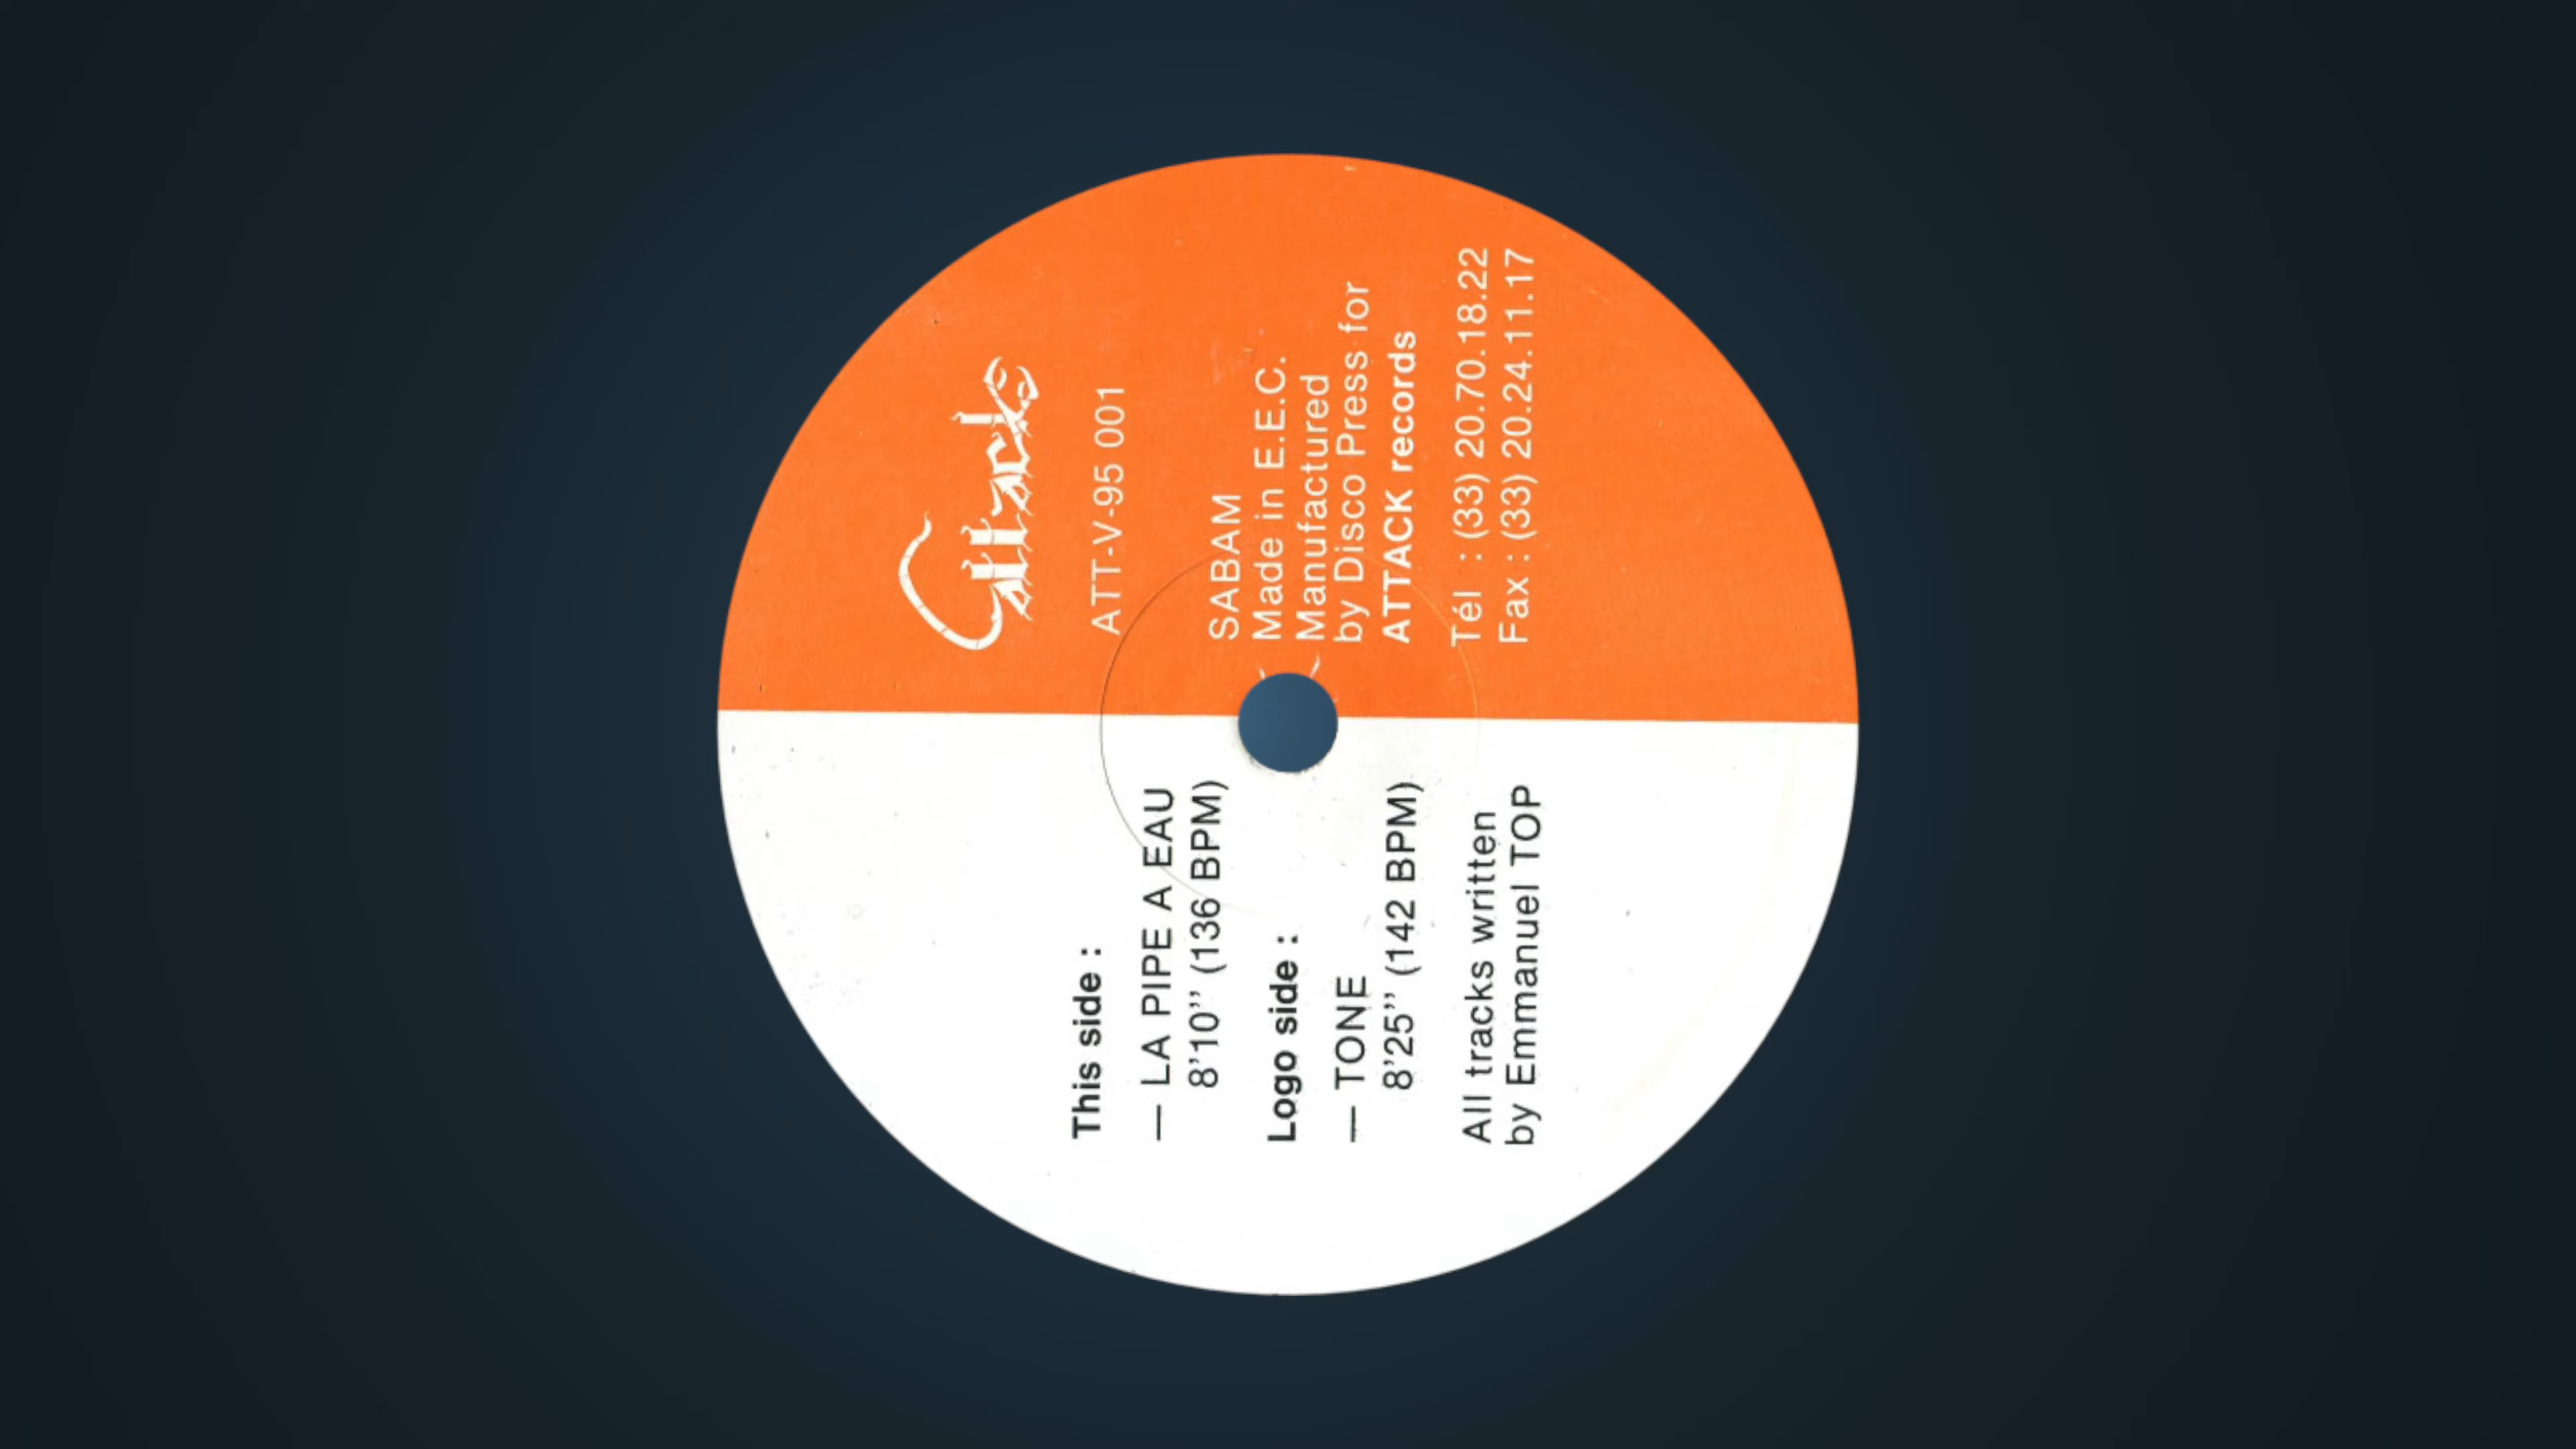 This side :
— LA PIPE A EAU
8'10'' (136 BPM)
Logo side :
— TONE
8'25'' (142 BPM)
All tracks written
by Emmanuel TOP
Attack
ATT-V-95 001
SABAM
Made in E.E.C.
Manufactured
by Disco Press for
ATTACK records
Tél : (33) 20.70.18.22
Fax : (33) 20.24.11.17